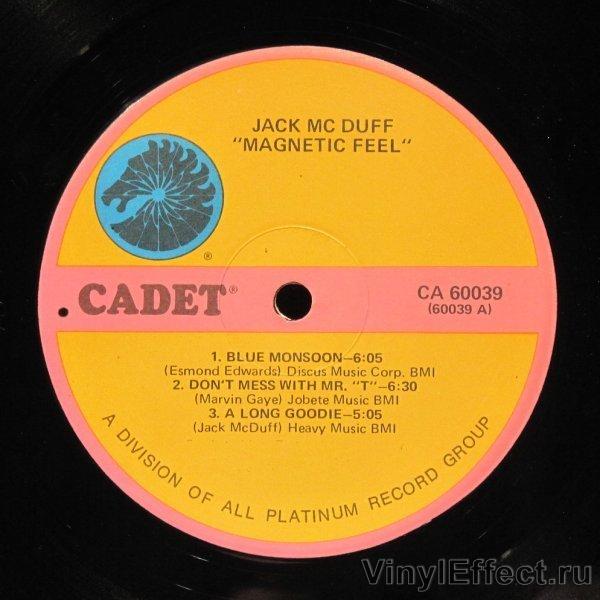 JACK MC DUFF
"MAGNETIC FEEL"
®
CADET®
CA 60039
(60039 A)
1. BLUE MONSOON—6:05
(Esmond Edwards) Discus Music Corp. BMI
2. DON'T MESS WITH MR. "T"—6:30
(Marvin Gaye) Jobete Music BMI
3. A LONG GOODIE—5:05
(Jack McDuff) Heavy Music BMI
A DIVISION OF ALL PLATINUM RECORD GROUP
VinylEffect.ru